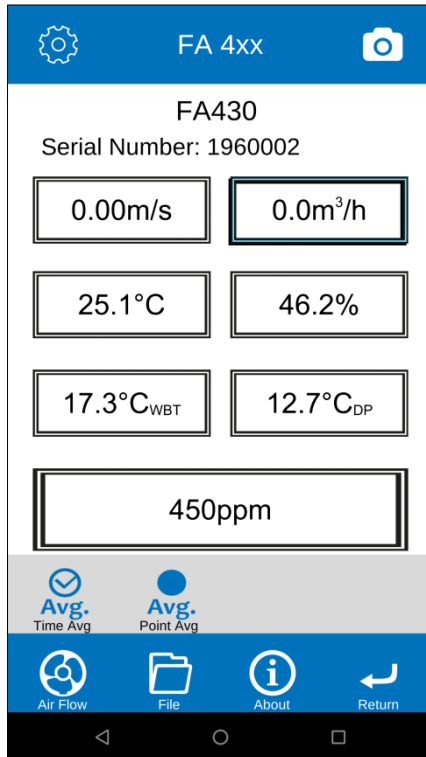 FA 4xx
FA430
Serial Number: 1960002
0.00m/s 0.0m³/h
25.1°C 46.2%
17.3°CWBT 12.7°CDP
450ppm
Avg. Avg.
Time Avg Point Avg
Air Flow File About Return